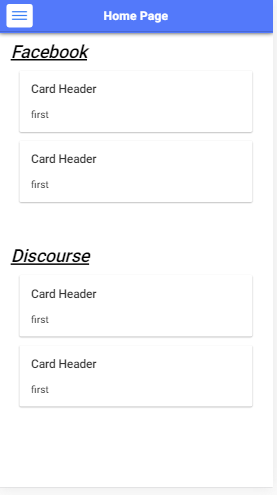 Home Page
Facebook
Card Header
first
Card Header
first
Discourse
Card Header
first
Card Header
first